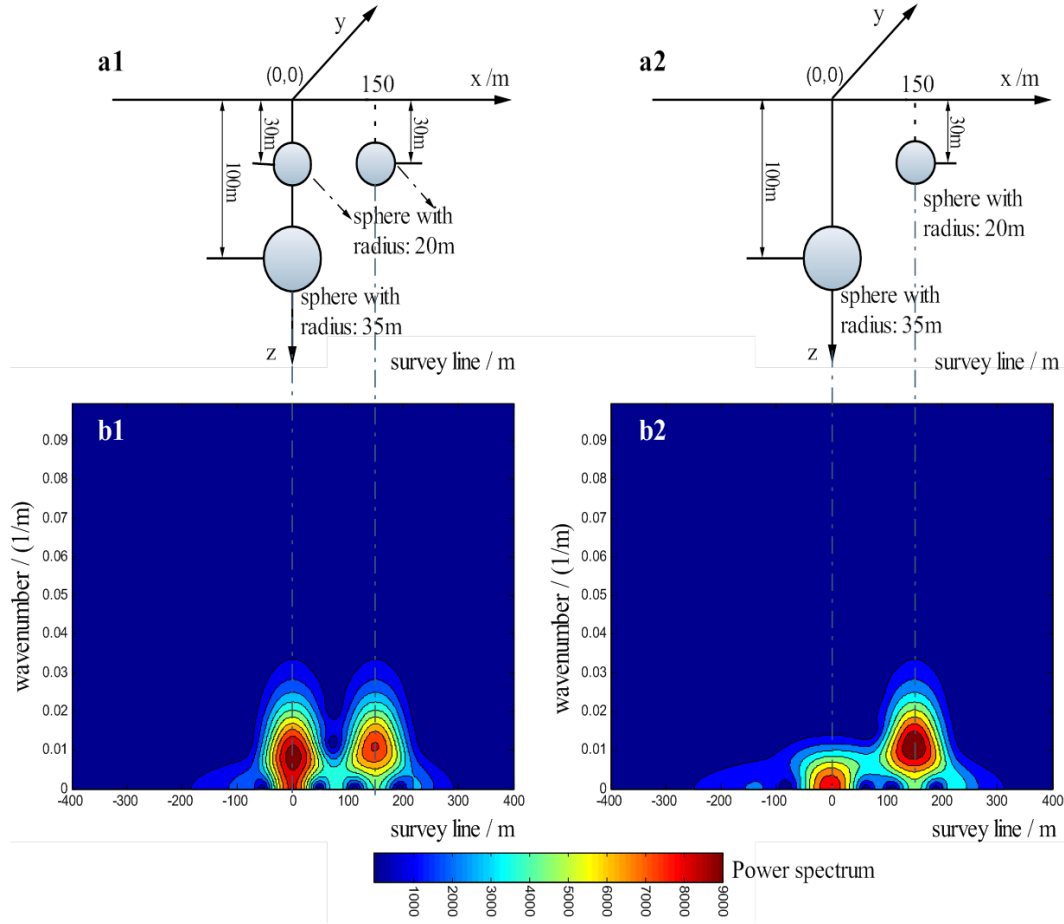 a1
y
(0,0)
150
x /m
30m
30m
100m
sphere with
radius: 20m
sphere with
radius: 35m
z
survey line / m
a2
y
(0,0)
150
x /m
30m
100m
sphere with
radius: 20m
sphere with
radius: 35m
z
survey line / m
b1
wavenumber / (1/m)
0.09
0.08
0.07
0.06
0.05
0.04
0.03
0.02
0.01
0
-400 -300 -200 -100 0 100 200 300 400
survey line / m
b2
wavenumber / (1/m)
0.09
0.08
0.07
0.06
0.05
0.04
0.03
0.02
0.01
0
-400 -300 -200 -100 0 100 200 300 400
survey line / m
Power spectrum
1000 2000 3000 4000 5000 6000 7000 8000 9000